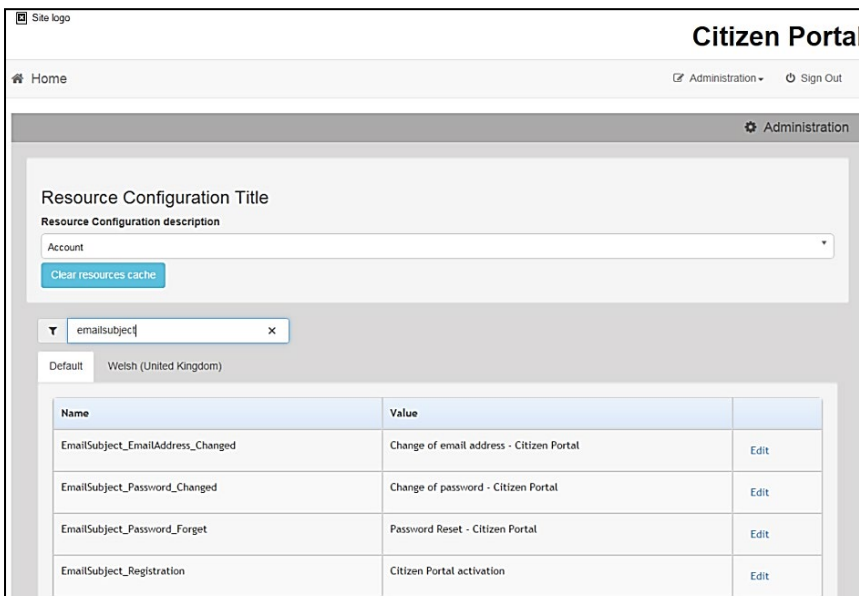 Site logo
Citizen Portal
Home
Administration
Sign Out
Administration
Resource Configuration Title
Resource Configuration description
Account
Clear resources cache
emailsubject
Default Welsh (United Kingdom)
Name Value
EmailSubject_EmailAddress_Changed Change of email address - Citizen Portal Edit
EmailSubject_Password_Changed Change of password - Citizen Portal Edit
EmailSubject_Password_Forget Password Reset - Citizen Portal Edit
EmailSubject_Registration Citizen Portal activation Edit